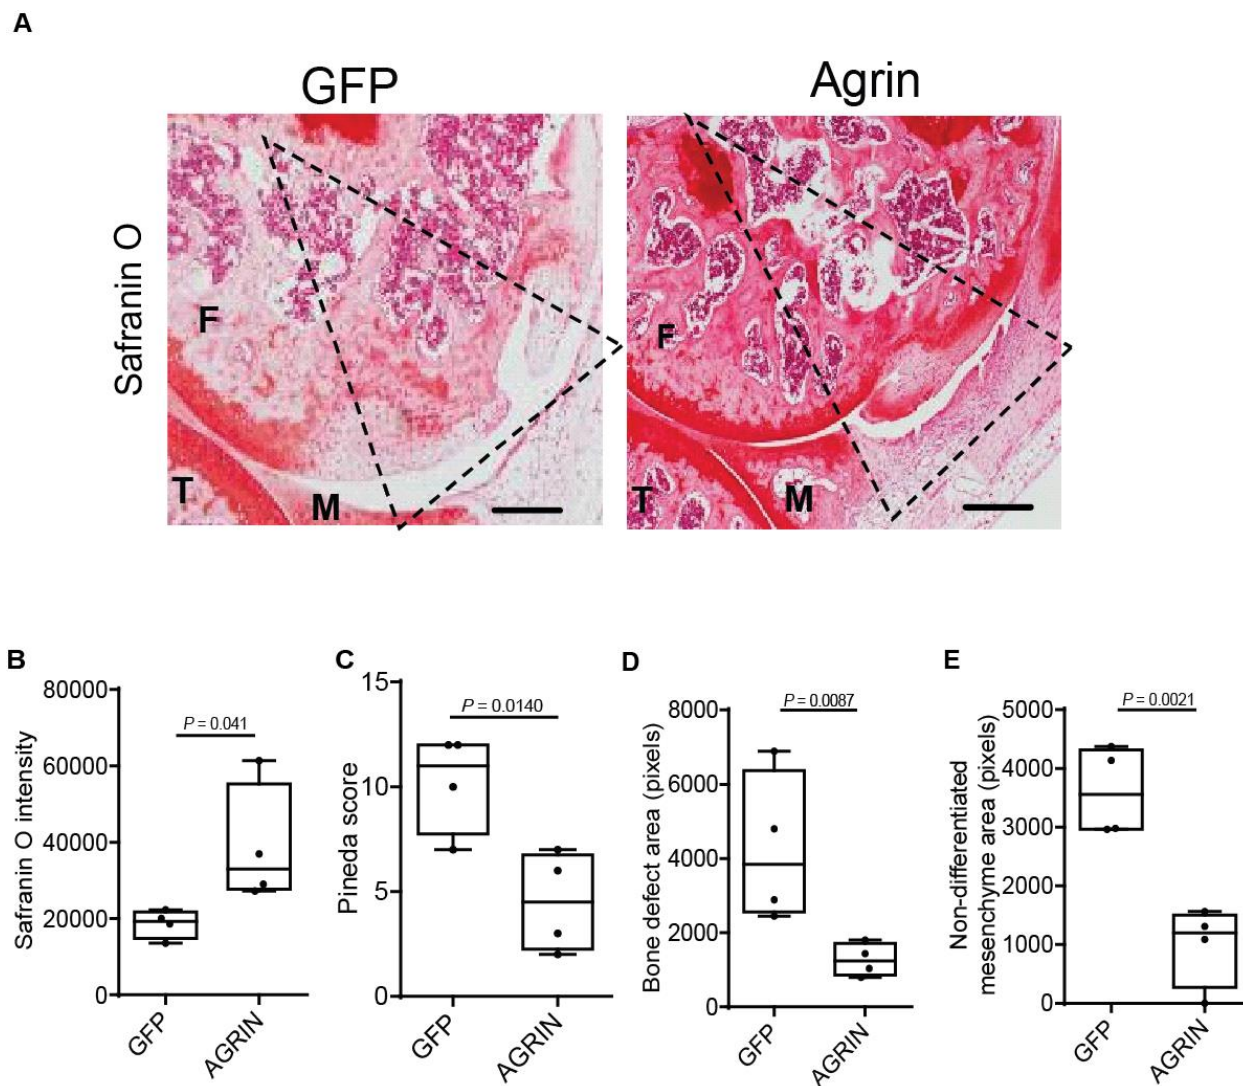 A
GFP
Agrin
Safranin O
F
T
M
F
T
M
B
Safranin O intensity
80000
60000
40000
20000
0
P = 0.041
GFP
AGRIN
C
Pineda score
15
10
5
0
P = 0.0140
GFP
AGRIN
D
Bone defect area (pixels)
8000
6000
4000
2000
0
P = 0.0087
GFP
AGRIN
E
Non-differentiated
mesenchyme area (pixels)
5000
4000
3000
2000
1000
0
P = 0.0021
GFP
AGRIN